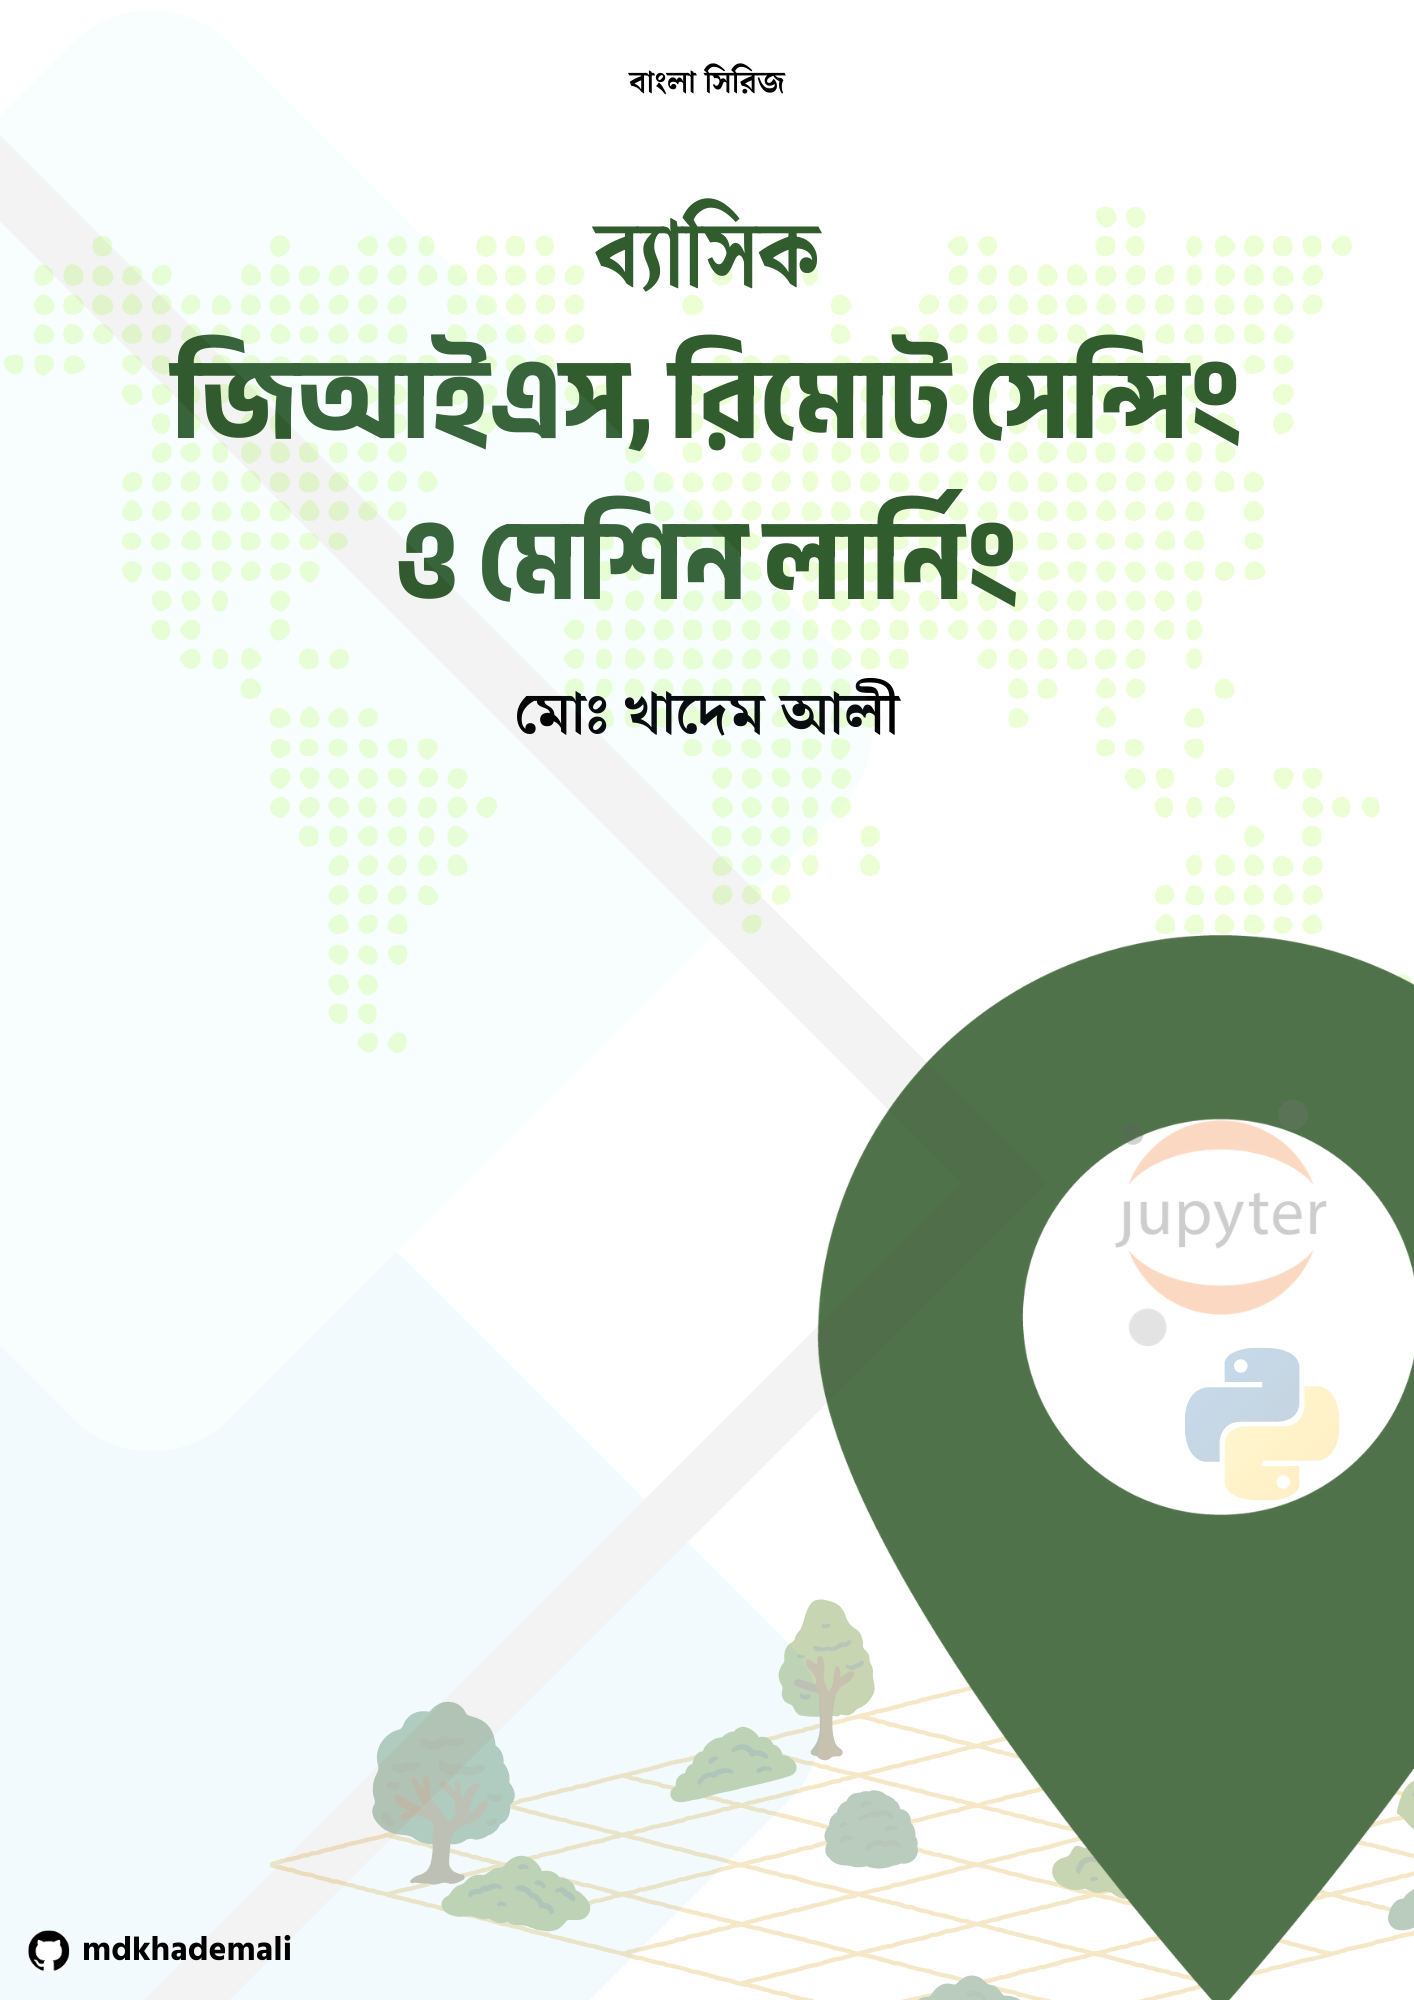 বাংলা সিরিজ
ব্যাসিক
জিআইএস, রিমোট সেন্সিং
ও মেশিন লার্নিং
মোঃ খাদেম আলী
jupyter
mdkhademali